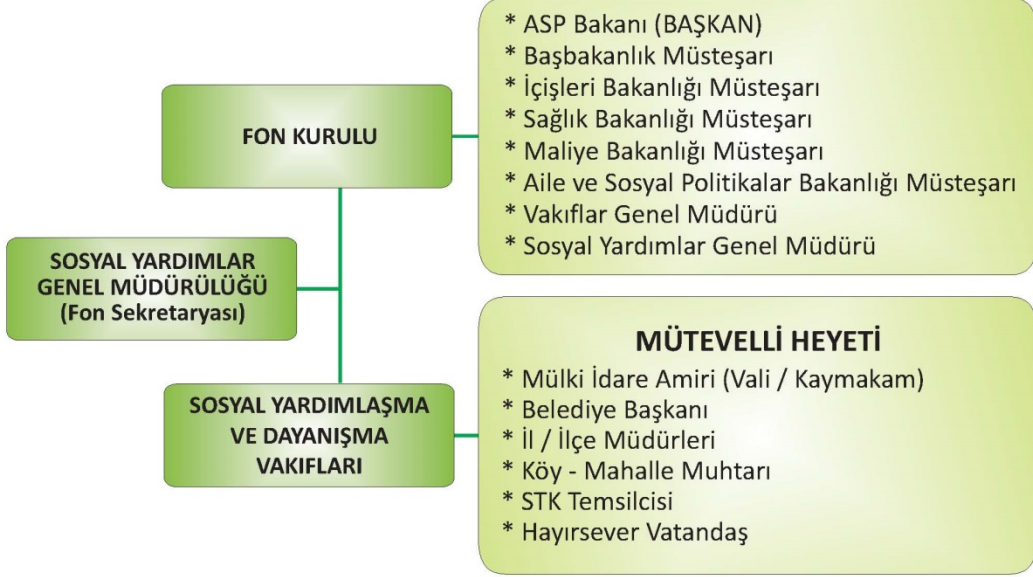 FON KURULU
* ASP Bakanı (BAŞKAN)
* Başbakanlık Müsteşarı
* İçişleri Bakanlığı Müsteşarı
* Sağlık Bakanlığı Müsteşarı
* Maliye Bakanlığı Müsteşarı
* Aile ve Sosyal Politikalar Bakanlığı Müsteşarı
* Vakıflar Genel Müdürü
* Sosyal Yardımlar Genel Müdürü
SOSYAL YARDIMLAR
GENEL MÜDÜRÜLÜĞÜ
(Fon Sekretaryası)
SOSYAL YARDIMLAŞMA
VE DAYANIŞMA
VAKIFLARI
MÜTEVELLİ HEYETİ
* Mülki İdare Amiri (Vali / Kaymakam)
* Belediye Başkanı
* İl / İlçe Müdürleri
* Köy - Mahalle Muhtarı
* STK Temsilcisi
* Hayırsever Vatandaş